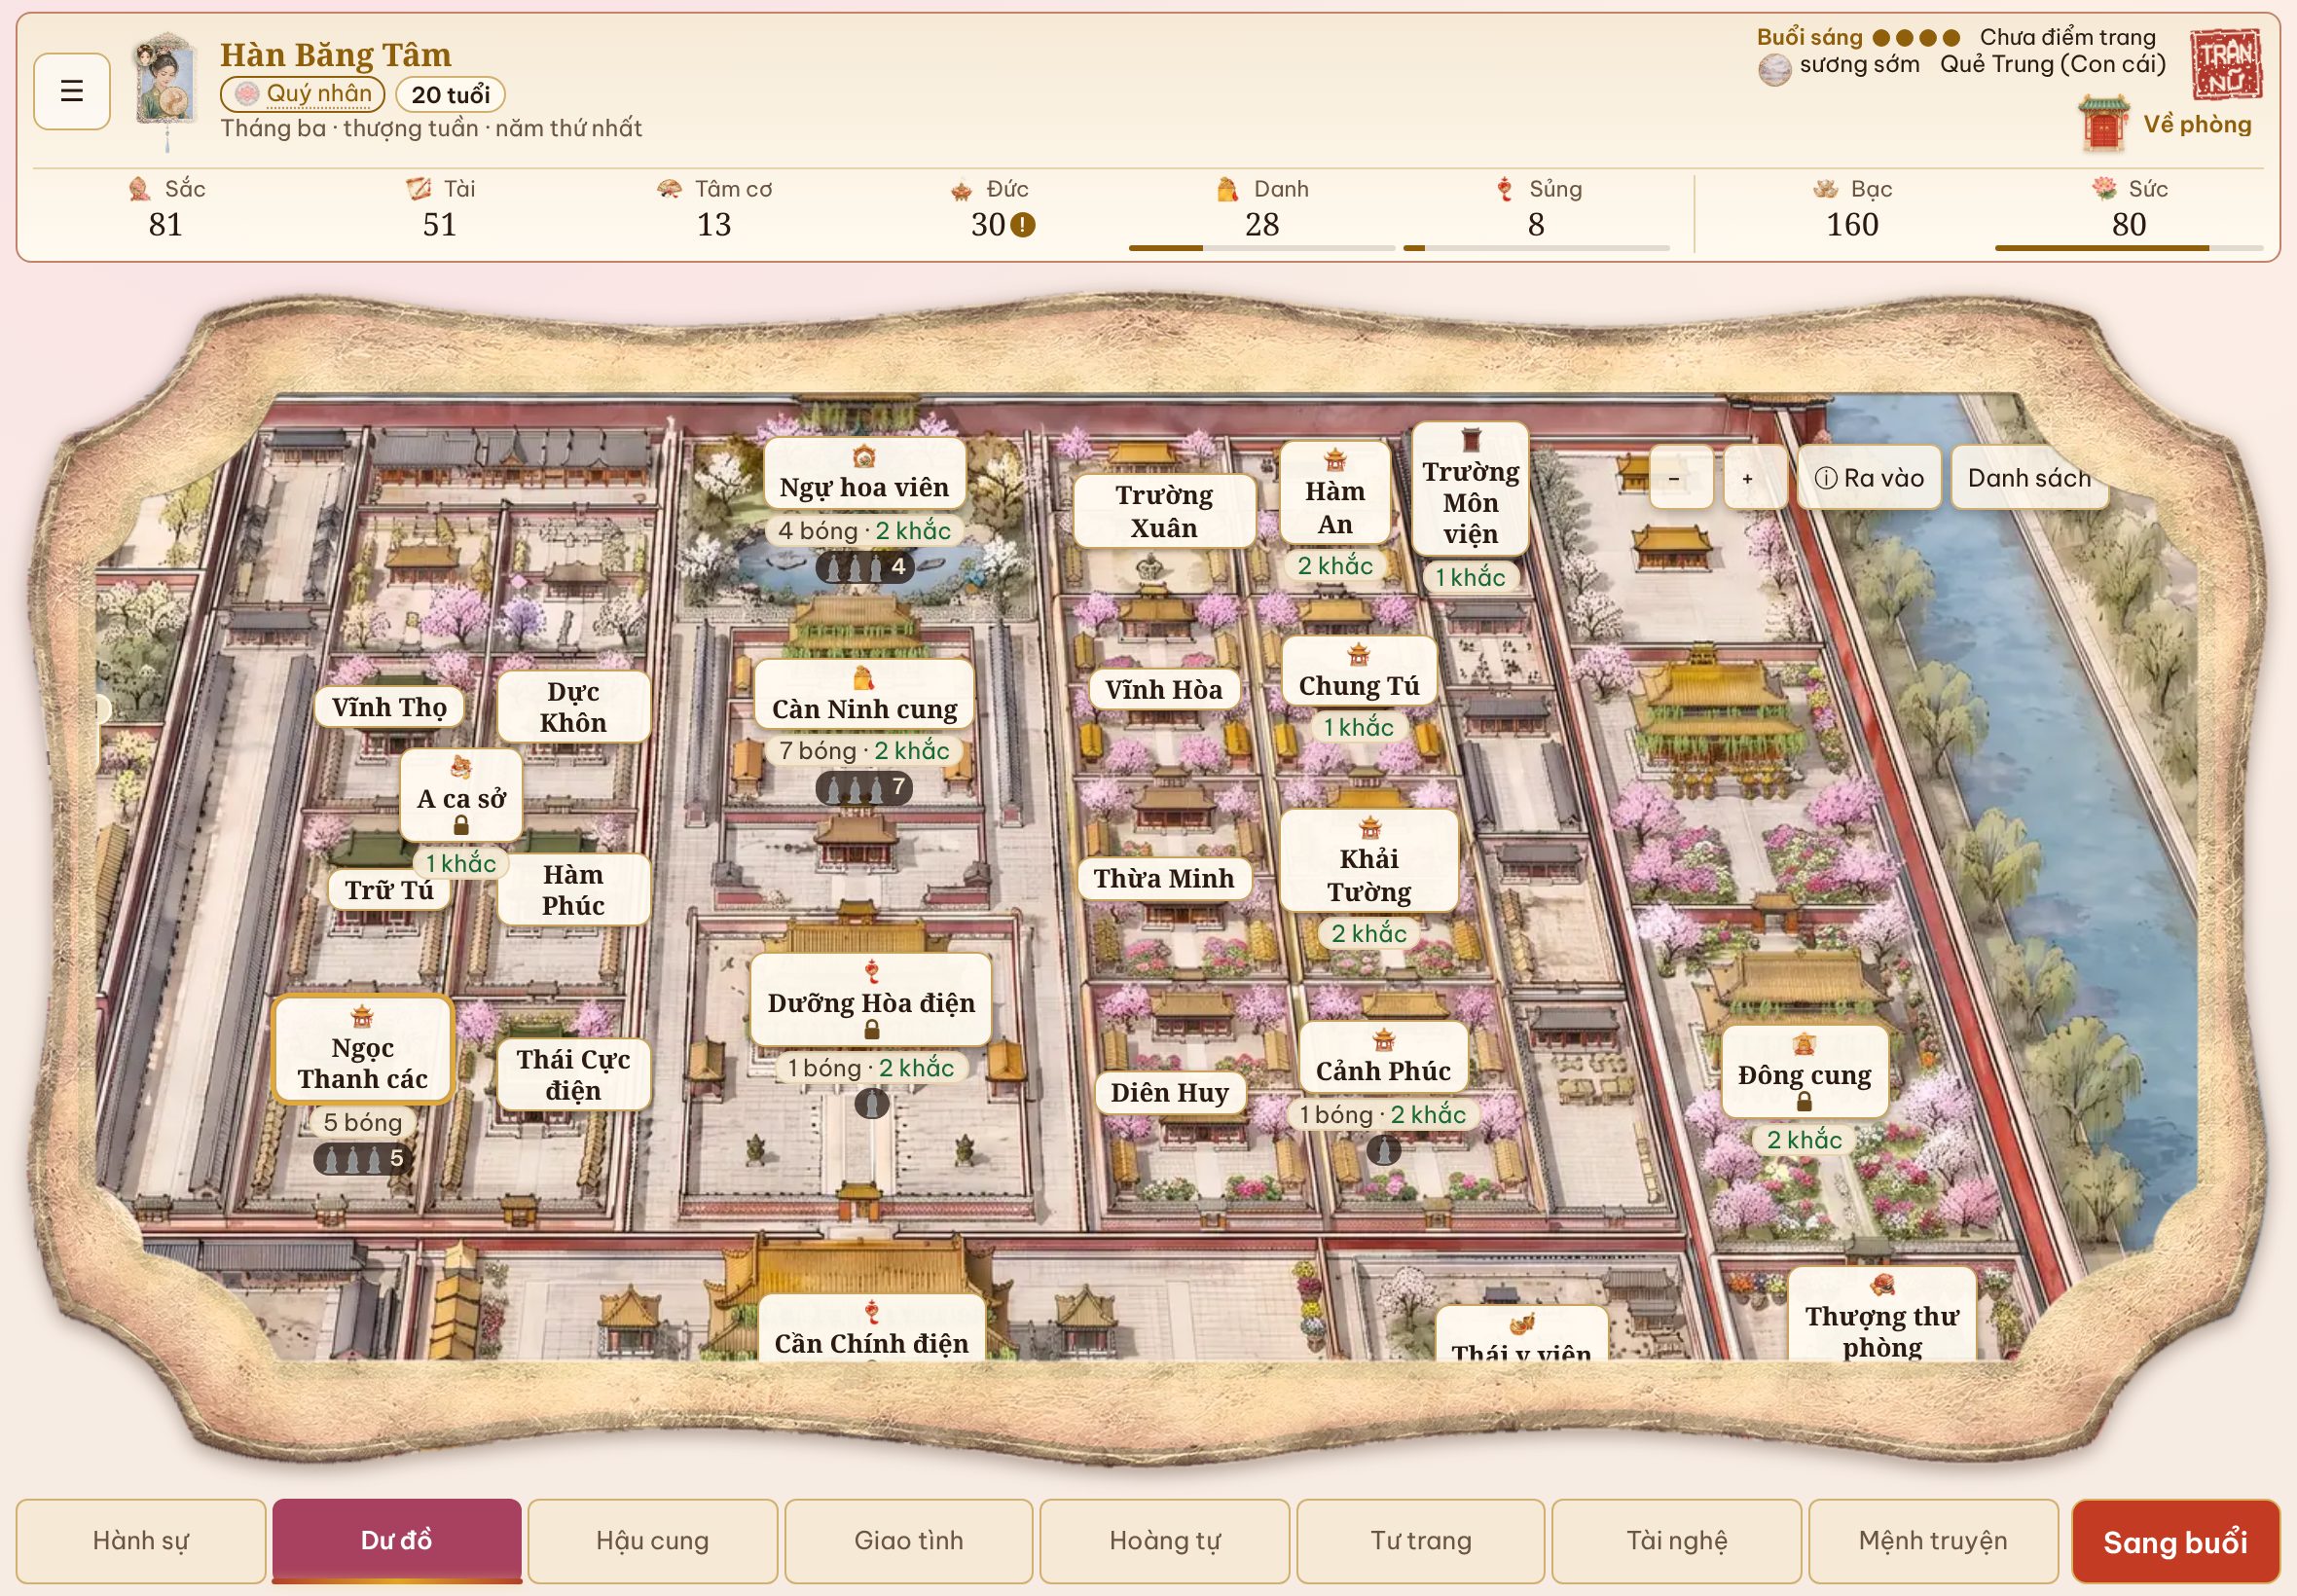 ☰
Hàn Băng Tâm
Quý nhân
20 tuổi
Tháng ba · thượng tuần · năm thứ nhất
Buổi sáng
Chưa điểm trang
sương sớm
Quẻ Trung (Con cái)
TRÂN
NỮ
Về phòng
Sắc
81
Tài
51
Tâm cơ
13
Đức
30 !
Danh
28
Sủng
8
Bạc
160
Sức
80
Ngự hoa viên
4 bóng · 2 khắc
4
Trường
Xuân
Hàm
An
2 khắc
Trường
Môn
viện
1 khắc
−
+
ⓘ Ra vào
Danh sách
Vĩnh Thọ
Dực
Khôn
Càn Ninh cung
7 bóng · 2 khắc
7
Vĩnh Hòa
Chung Tú
1 khắc
A ca sở
1 khắc
Trữ Tú
Hàm
Phúc
Thừa Minh
Khải
Tường
2 khắc
Ngọc
Thanh các
5 bóng
5
Thái Cực
điện
Dưỡng Hòa điện
1 bóng · 2 khắc
Diên Huy
Cảnh Phúc
1 bóng · 2 khắc
Đông cung
2 khắc
Cần Chính điện
Thái y viện
Thượng thư
phòng
Hành sự
Dư đồ
Hậu cung
Giao tình
Hoàng tự
Tư trang
Tài nghệ
Mệnh truyện
Sang buổi